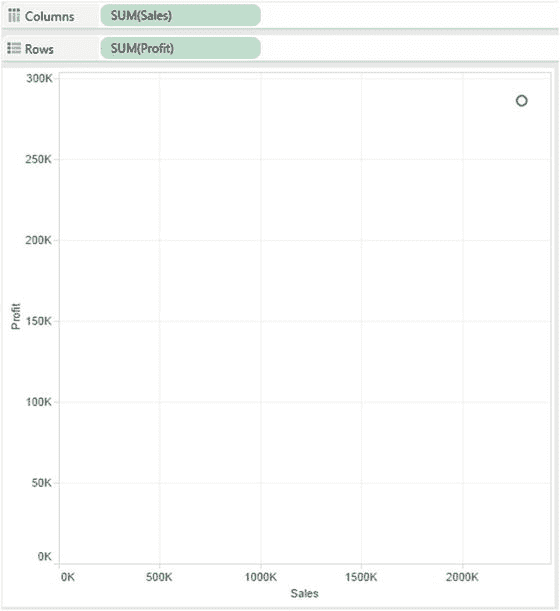 Columns SUM(Sales)
Rows SUM(Profit)
300K
250K
200K
Profit
150K
100K
50K
0K
0K 500K 1000K 1500K 2000K
Sales